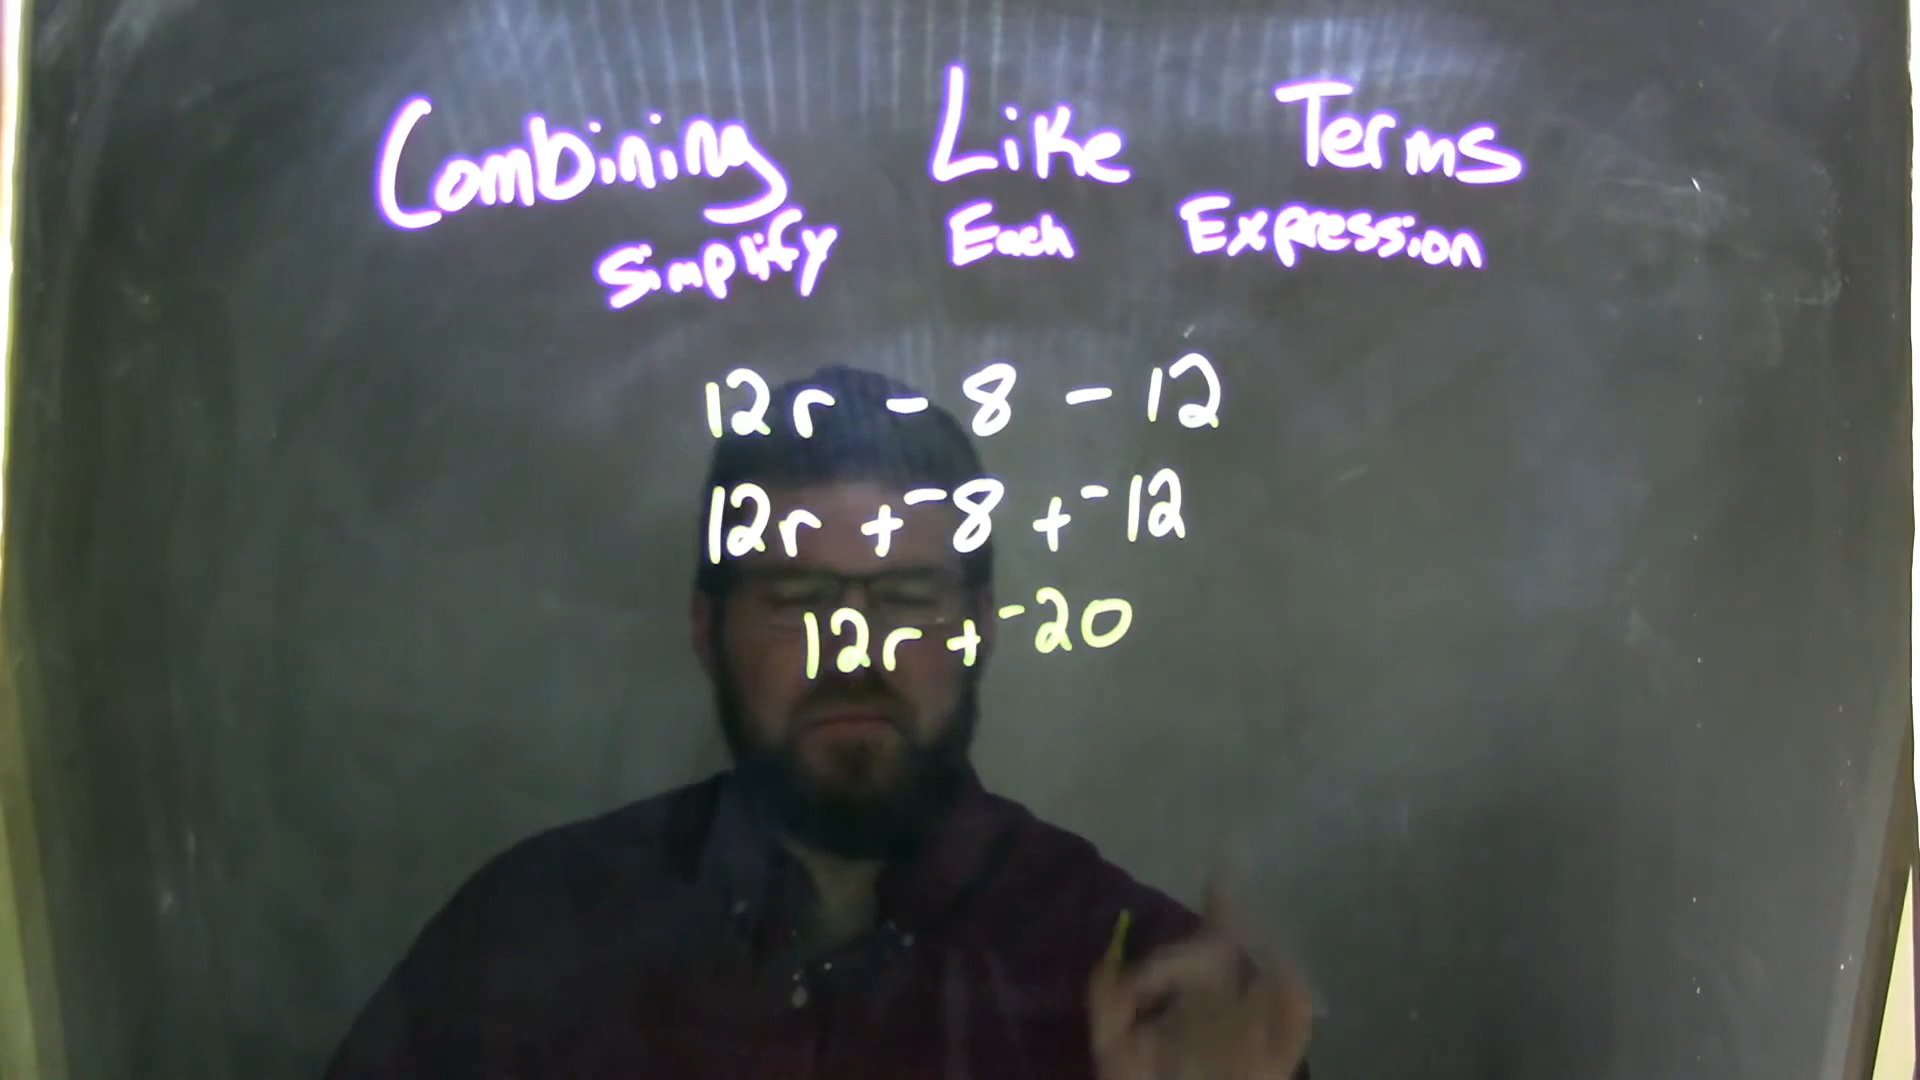 Combining Like Terms
Simplify Each Expression
12r - 8 - 12
12r + ⁻8 + ⁻12
12r + ⁻20